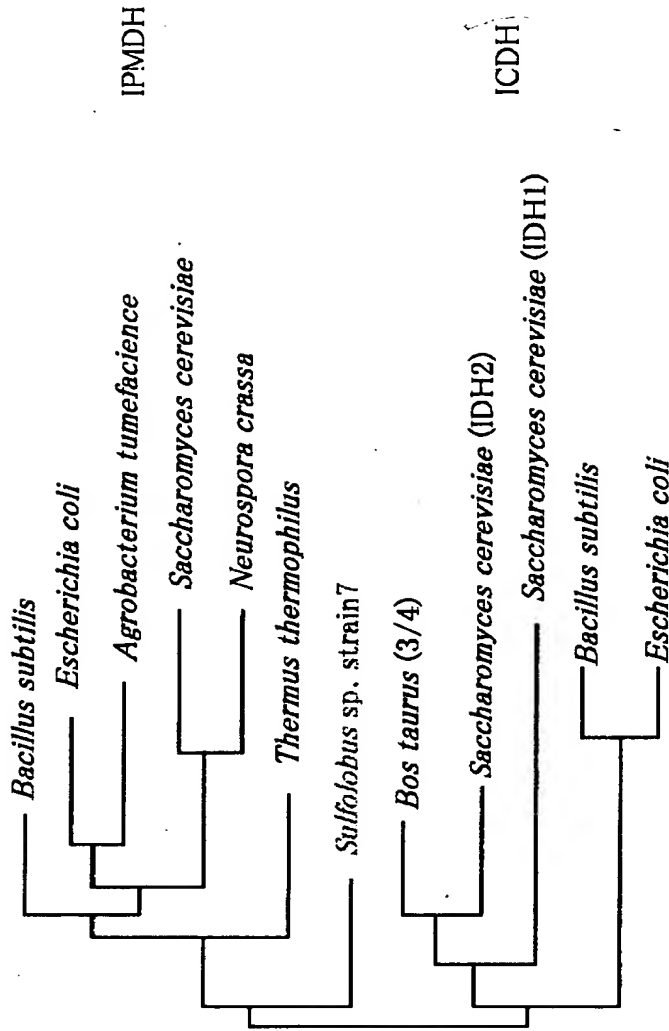 Bacillus subtilis
Escherichia coli
Agrobacterium tumefacience
Saccharomyces cerevisiae
Neurospora crassa
Thermus thermophilus
Sulfolobus sp. strain7
IPMDH
Bos taurus (3/4)
Saccharomyces cerevisiae (IDH2)
Saccharomyces cerevisiae (IDH1)
Bacillus subtilis
Escherichia coli
ICDH